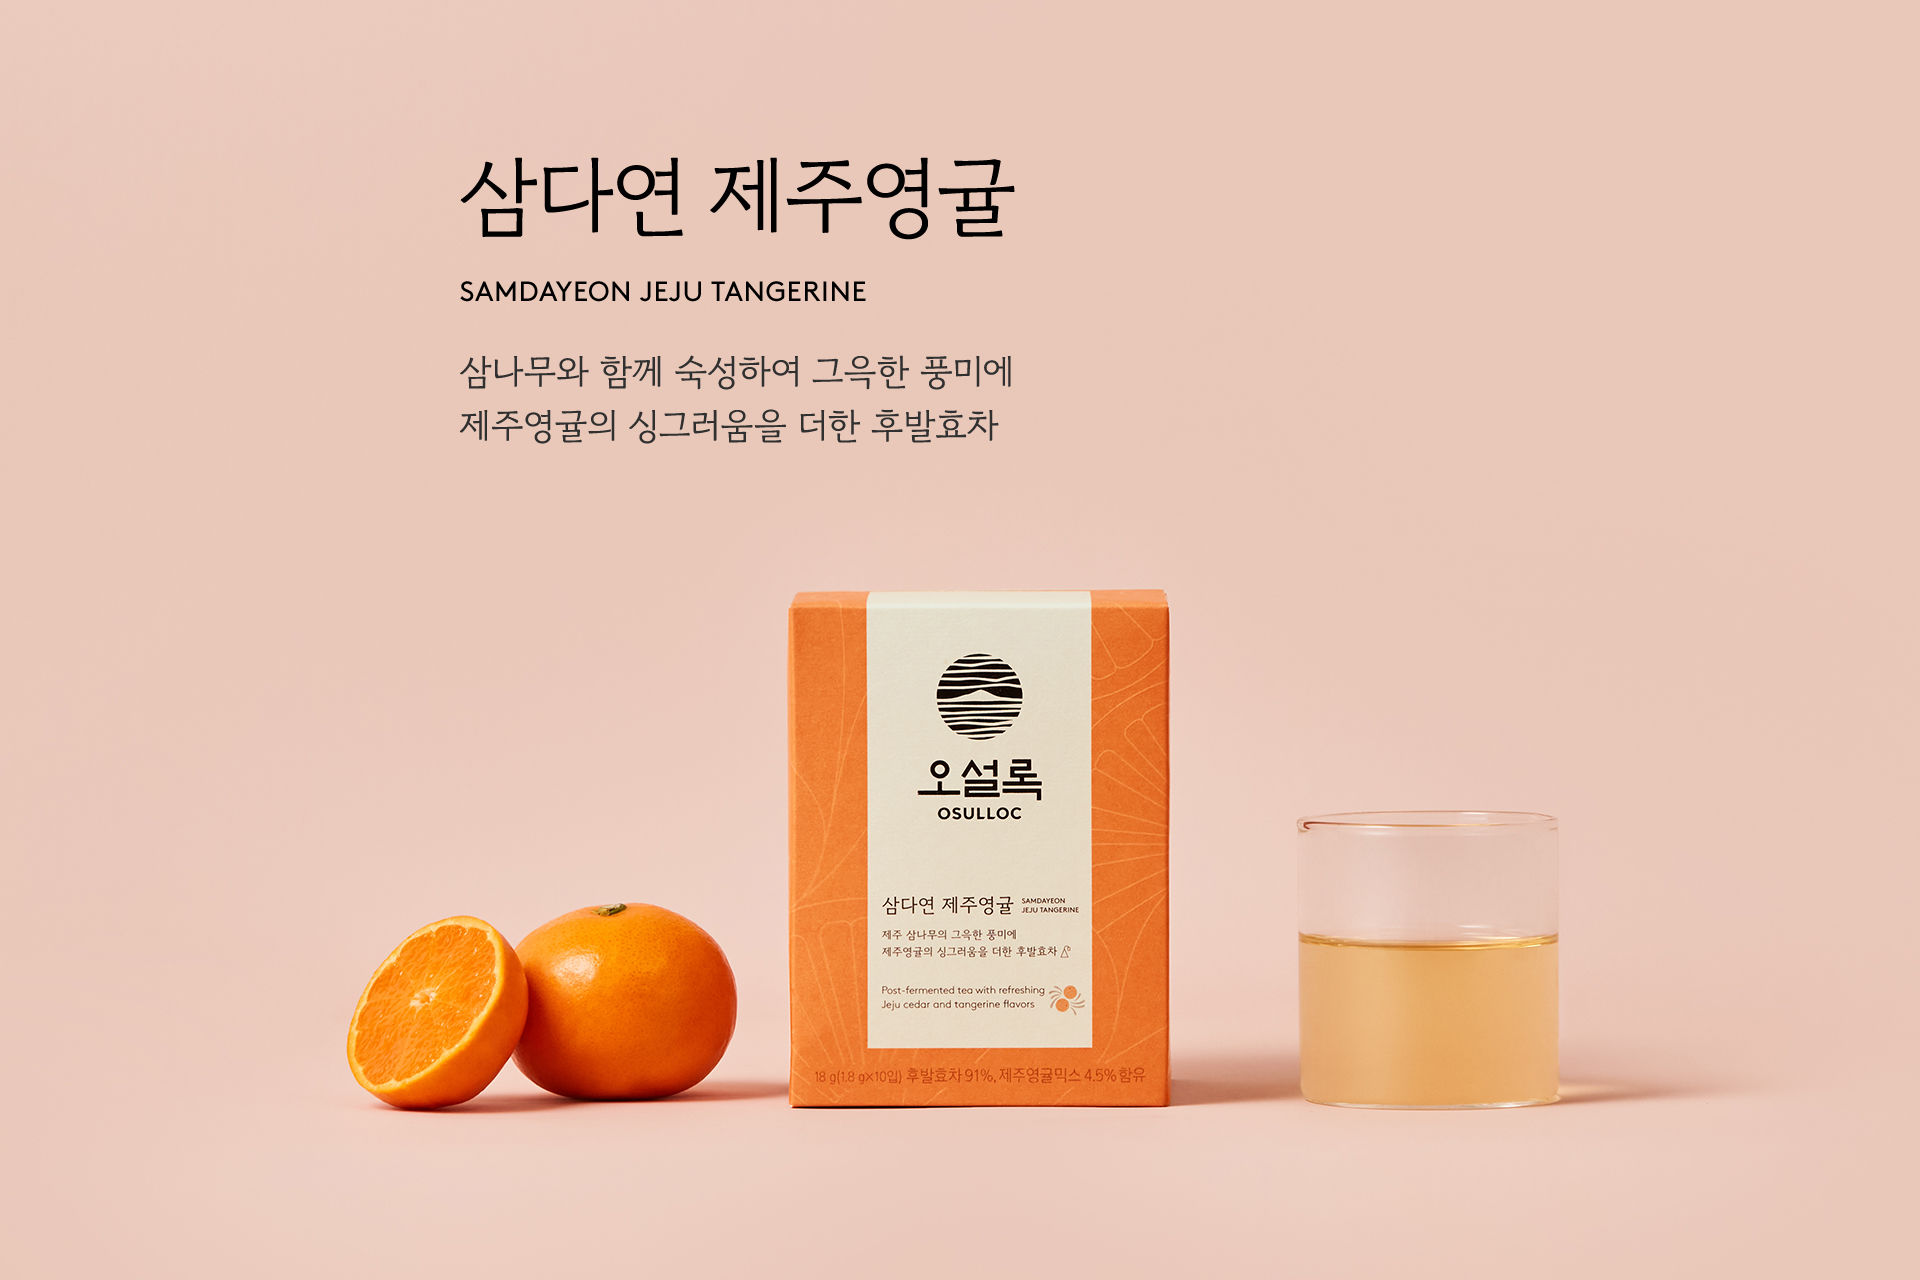 삼다연 제주영귤
SAMDAYEON JEJU TANGERINE
삼나무와 함께 숙성하여 그윽한 풍미에
제주영귤의 싱그러움을 더한 후발효차
오설록
OSULLOC
삼다연 제주영귤
SAMDAYEON
JEJU TANGERINE
제주 삼나무의 그윽한 풍미에
제주영귤의 싱그러움을 더한 후발효차
Post-fermented tea with refreshing
Jeju cedar and tangerine flavors
18 g(1.8 g×10입) 후발효차 91%, 제주영귤믹스 4.5% 함유